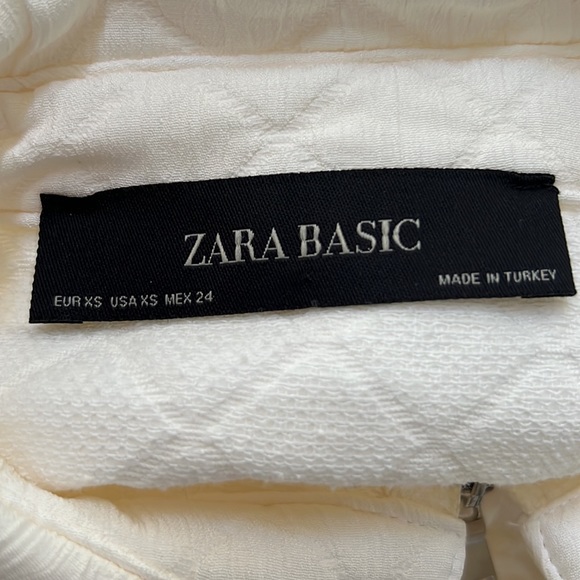 ZARA BASIC
MADE IN TURKEY
EUR XS USA XS MEX 24